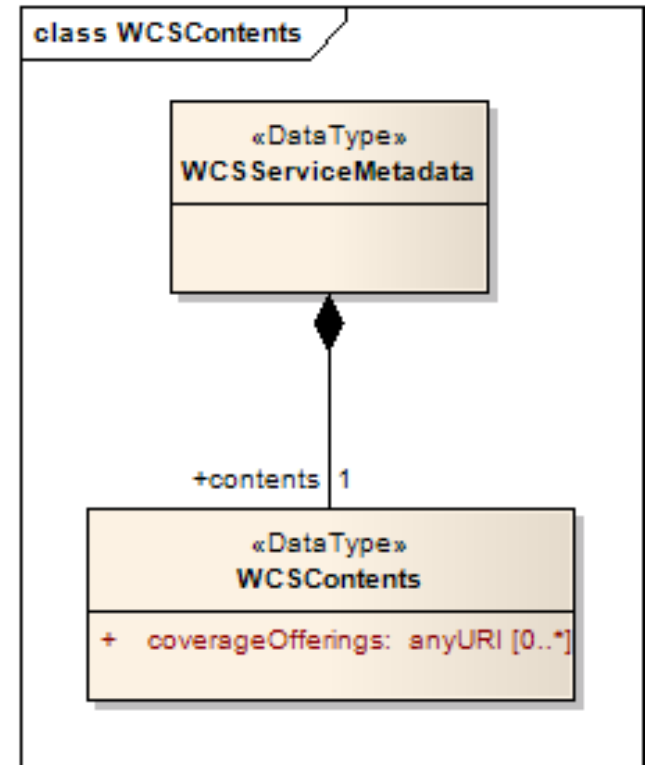 class WCSContents
«DataType»
WCSServiceMetadata
+contents 1
«DataType»
WCSContents
+ coverageOfferings: anyURI [0..*]